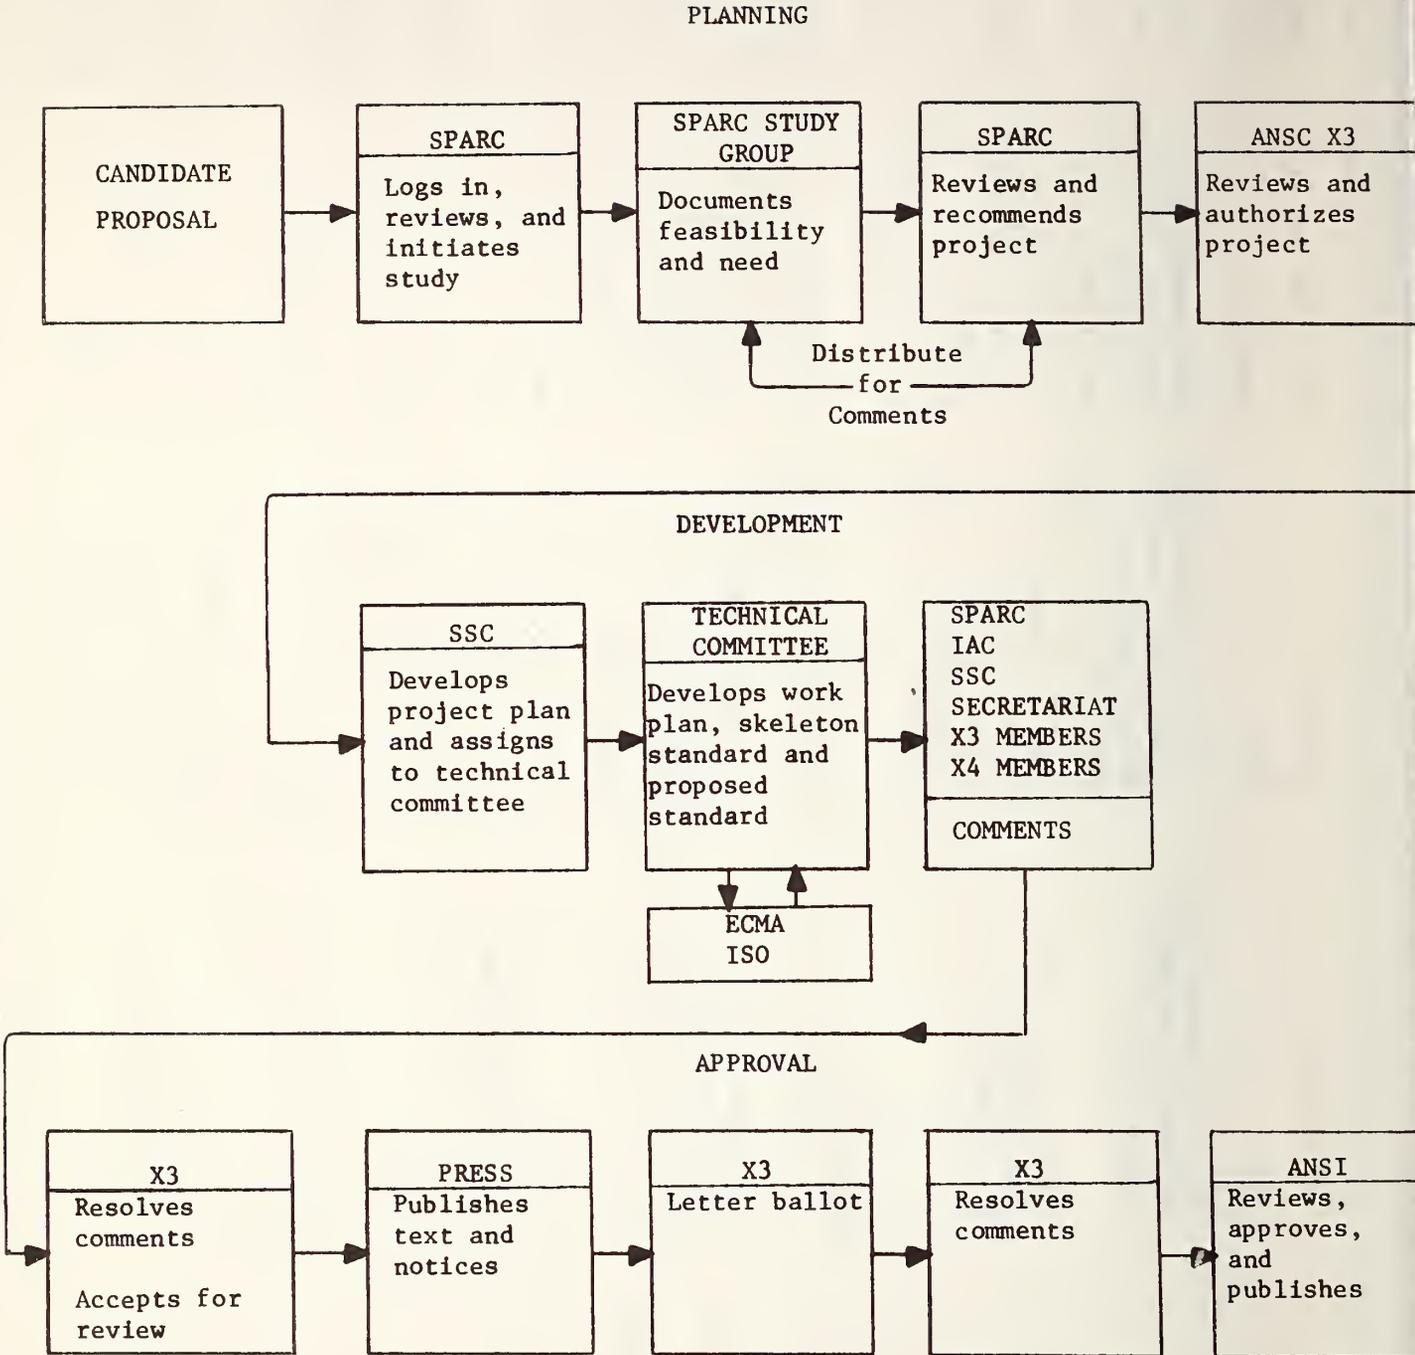 PLANNING
CANDIDATE
PROPOSAL
SPARC
Logs in,
reviews, and
initiates
study
SPARC STUDY
GROUP
Documents
feasibility
and need
SPARC
Reviews and
recommends
project
ANSC X3
Reviews and
authorizes
project
Distribute
for
Comments
DEVELOPMENT
SSC
Develops
project plan
and assigns
to technical
committee
TECHNICAL
COMMITTEE
Develops work
plan, skeleton
standard and
proposed
standard
SPARC
IAC
SSC
SECRETARIAT
X3 MEMBERS
X4 MEMBERS
COMMENTS
ECMA
ISO
APPROVAL
X3
Resolves
comments
Accepts for
review
PRESS
Publishes
text and
notices
X3
Letter ballot
X3
Resolves
comments
ANSI
Reviews,
approves,
and
publishes